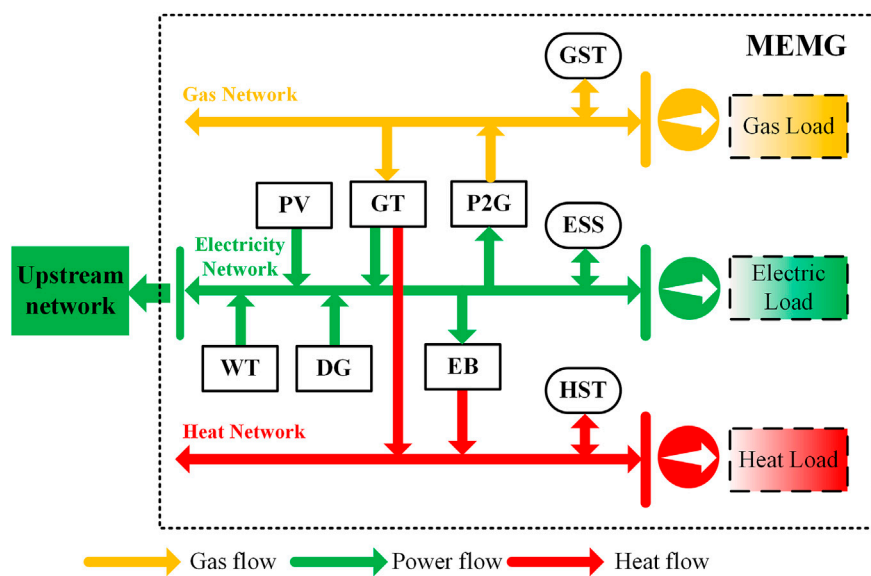 MEMG
GST
Gas Network
Gas Load
PV
GT
P2G
ESS
Electricity
Network
Upstream
network
Electric
Load
WT
DG
EB
HST
Heat Network
Heat Load
Gas flow
Power flow
Heat flow